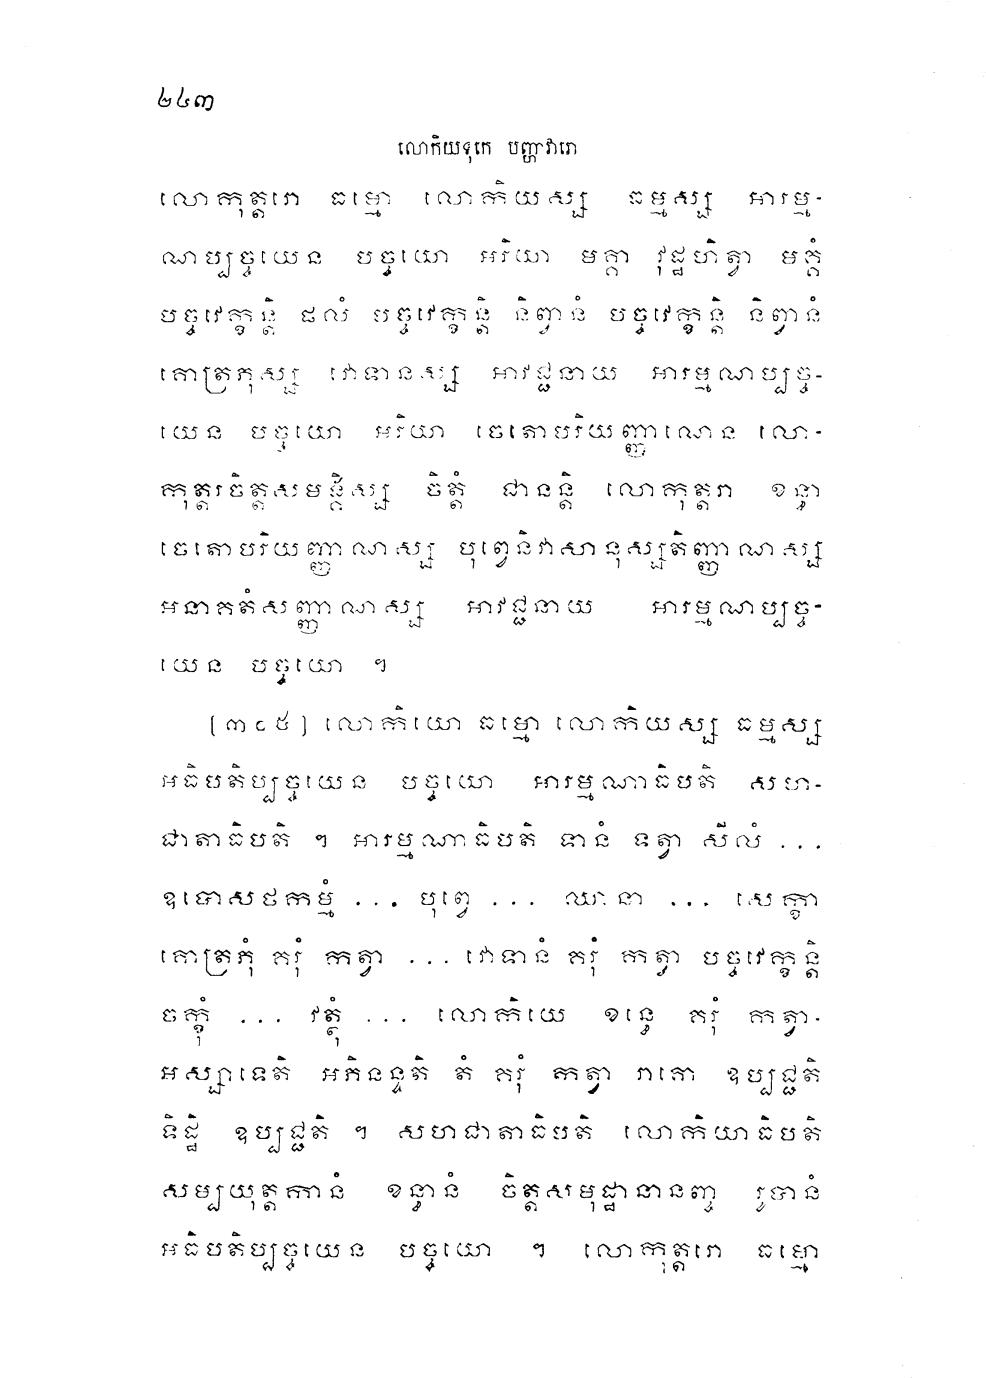 ២៤៣
លោកិយទុកេ បញ្ហាវារោ
លោកុត្តរោ ធម្មោ លោកិយស្ស ធម្មស្ស អារម្ម-
ណប្បច្ចយេន បច្ចយោ អរិយា មគ្គា វុដ្ឋហិត្វា មគ្គំ
បច្ចវេក្ខន្តិ ផលំ បច្ចវេក្ខន្តិ និព្វានំ បច្ចវេក្ខន្តិ និព្វានំ
គោត្រភុស្ស វោទានស្ស អាវជ្ជនាយ អារម្មណប្បច្ច-
យេន បច្ចយោ អរិយា ចេតោបរិយញ្ញាណេន លោ-
កុត្តរចិត្តសមង្គិស្ស ចិត្តំ ជានន្តិ លោកុត្តរា ខន្ធា
ចេតោបរិយញ្ញាណស្ស បុព្វេនិវាសានុស្សតិញ្ញាណស្ស
អនាគតំសញ្ញាណស្ស អាវជ្ជនាយ អារម្មណប្បច្ច-
យេន បច្ចយោ ។
[៣៨៥] លោកិយោ ធម្មោ លោកិយស្ស ធម្មស្ស
អធិបតិប្បច្ចយេន បច្ចយោ អារម្មណាធិបតិ សហ-
ជាតាធិបតិ ។ អារម្មណាធិបតិ ទានំ ទត្វា សីលំ ...
ឧបោសថកម្មំ ... បុព្វេ ... ឈានា ... សេក្ខា
គោត្រភុំ គរុំ កត្វា ... វោទានំ គរុំ កត្វា បច្ចវេក្ខន្តិ
ចក្ខុំ ... វត្ថុំ ... លោកិយេ ខន្ធេ គរុំ កត្វា
អស្សាទេតិ អភិនន្ទតិ តំ គរុំ កត្វា រាគោ ឧប្បជ្ជតិ
ទិដ្ឋិ ឧប្បជ្ជតិ ។ សហជាតាធិបតិ លោកិយាធិបតិ
សម្បយុត្តកានំ ខន្ធានំ ចិត្តសមុដ្ឋានានញ្ច រូបានំ
អធិបតិប្បច្ចយេន បច្ចយោ ។ លោកុត្តរោ ធម្មោ